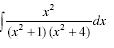 ∫ x² / ((x² + 1)(x² + 4)) dx